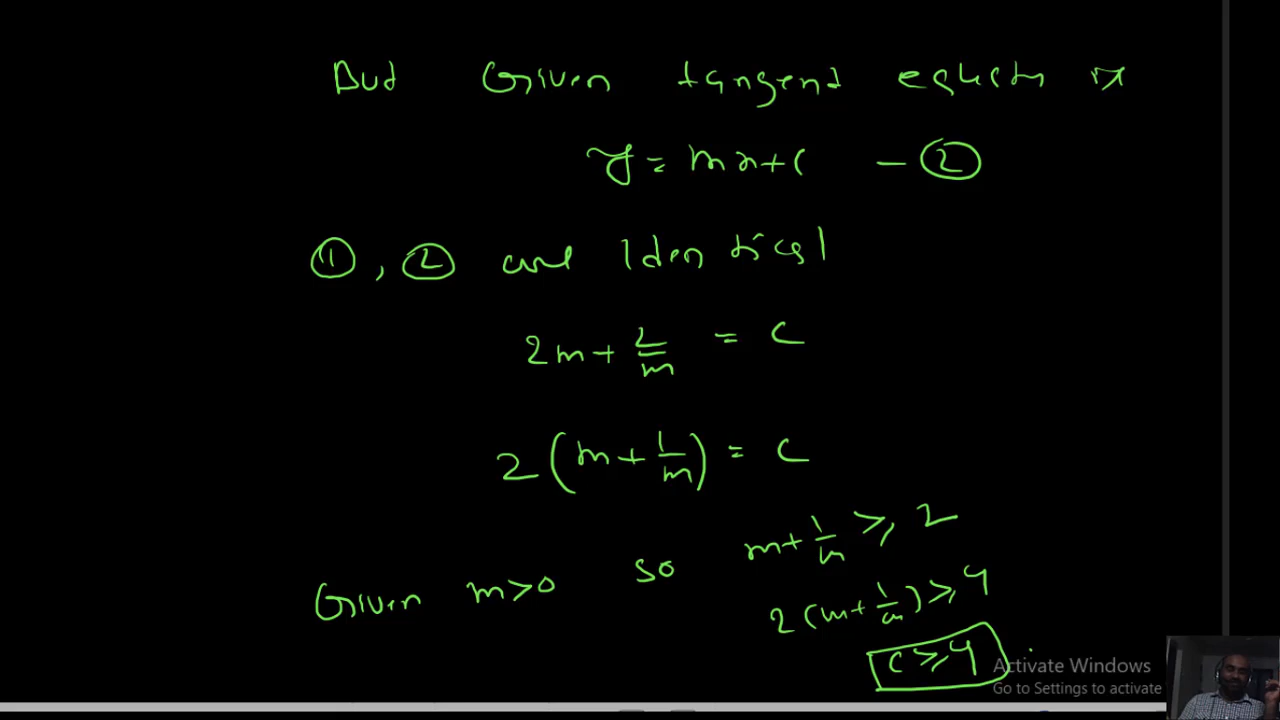 But Given tangent equation is
y = mx + c - ②
①, ② are Identical
2m + 2/m = c
2(m + 1/m) = c
Given m>0 so m + 1/m ≥ 2
2(m + 1/m) ≥ 4
c ≥ 4
Activate Windows
Go to Settings to activate